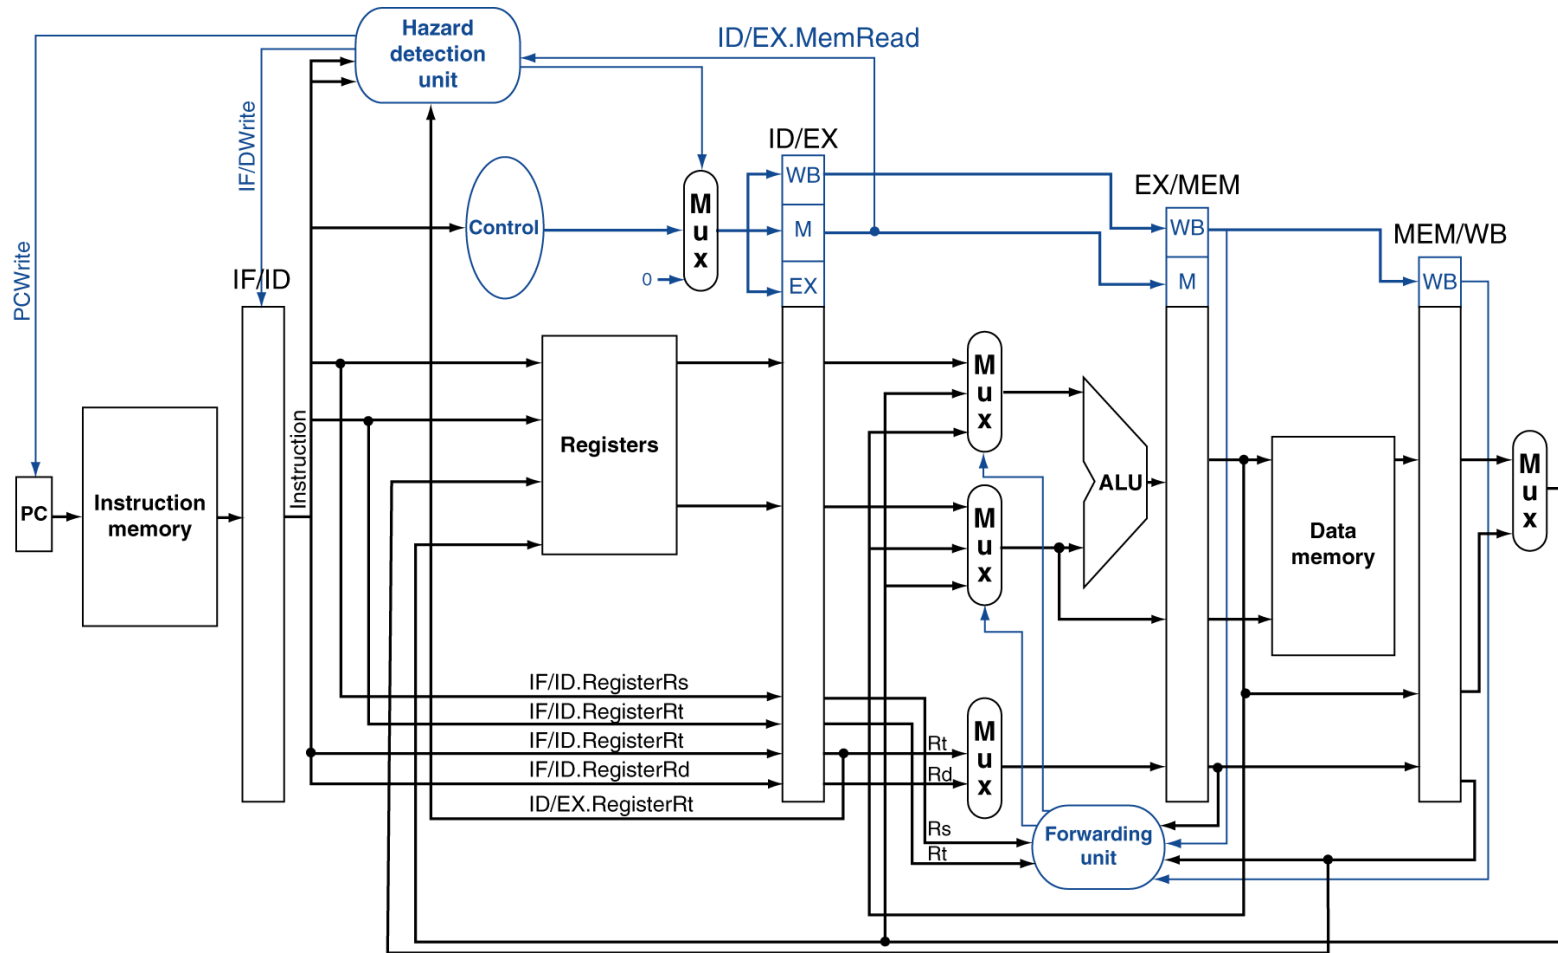 Hazard
detection
unit
ID/EX.MemRead
IF/DWrite
PCWrite
ID/EX
WB
M
EX
Control
0
M
u
x
EX/MEM
WB
M
MEM/WB
WB
IF/ID
Instruction
PC
Instruction
memory
Registers
M
u
x
M
u
x
ALU
Data
memory
M
u
x
IF/ID.RegisterRs
IF/ID.RegisterRt
IF/ID.RegisterRt
IF/ID.RegisterRd
ID/EX.RegisterRt
Rt
Rd
M
u
x
Rs
Rt
Forwarding
unit